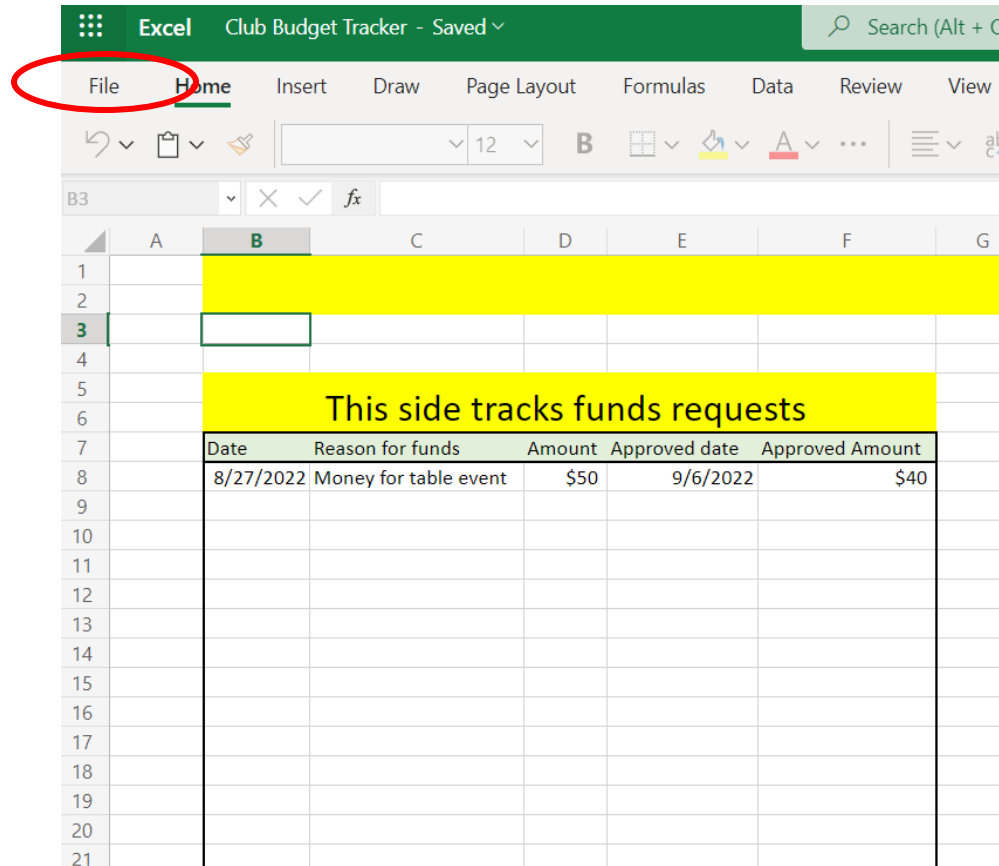 Excel Club Budget Tracker - Saved Search (Alt +
File Home Insert Draw Page Layout Formulas Data Review View
12 B A
B3 fx
A B C D E F G
1
2
3
4
5
This side tracks funds requests
6
7 Date Reason for funds Amount Approved date Approved Amount
8 8/27/2022 Money for table event $50 9/6/2022 $40
9
10
11
12
13
14
15
16
17
18
19
20
21